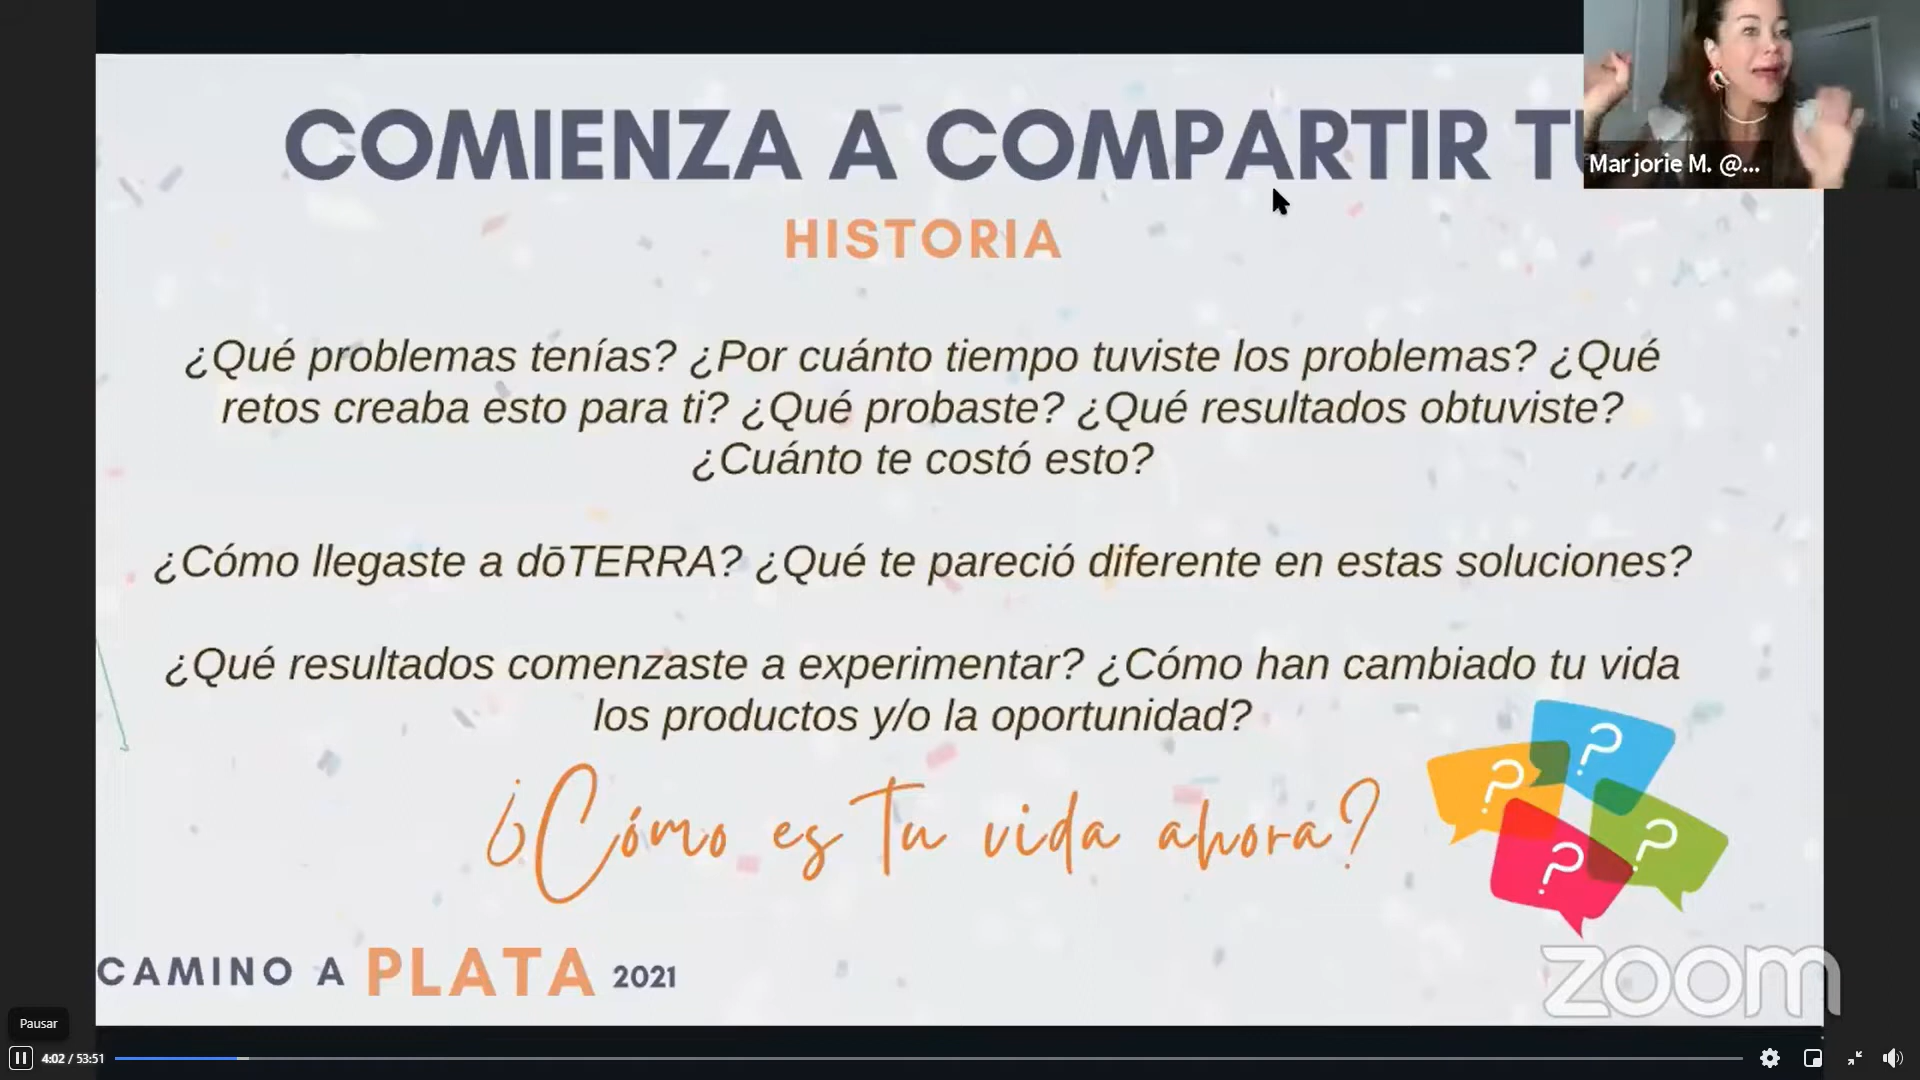 COMIENZA A COMPARTIR
Marjorie M. @...
HISTORIA
¿Qué problemas tenías? ¿Por cuánto tiempo tuviste los problemas? ¿Qué
retos creaba esto para ti? ¿Qué probaste? ¿Qué resultados obtuviste?
¿Cuánto te costó esto?
¿Cómo llegaste a dōTERRA? ¿Qué te pareció diferente en estas soluciones?
¿Qué resultados comenzaste a experimentar? ¿Cómo han cambiado tu vida
los productos y/o la oportunidad?
¿Cómo es tu vida ahora?
? ? ? ?
CAMINO A PLATA 2021
zoom
Pausar
4:02 / 53:51